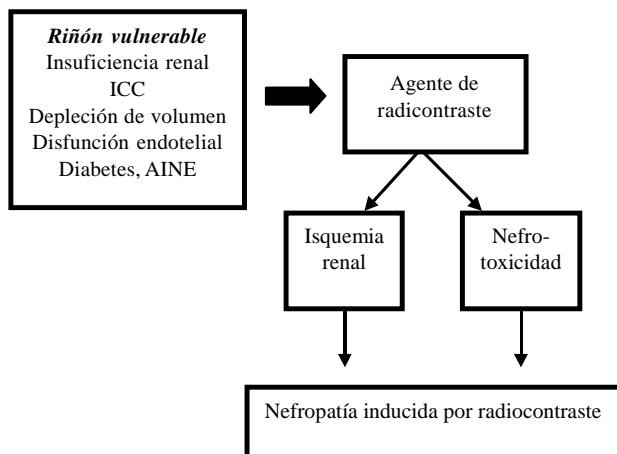 Riñón vulnerable
Insuficiencia renal
ICC
Depleción de volumen
Disfunción endotelial
Diabetes, AINE
Agente de
radicontraste
Isquemia
renal
Nefro-
toxicidad
Nefropatía inducida por radiocontraste